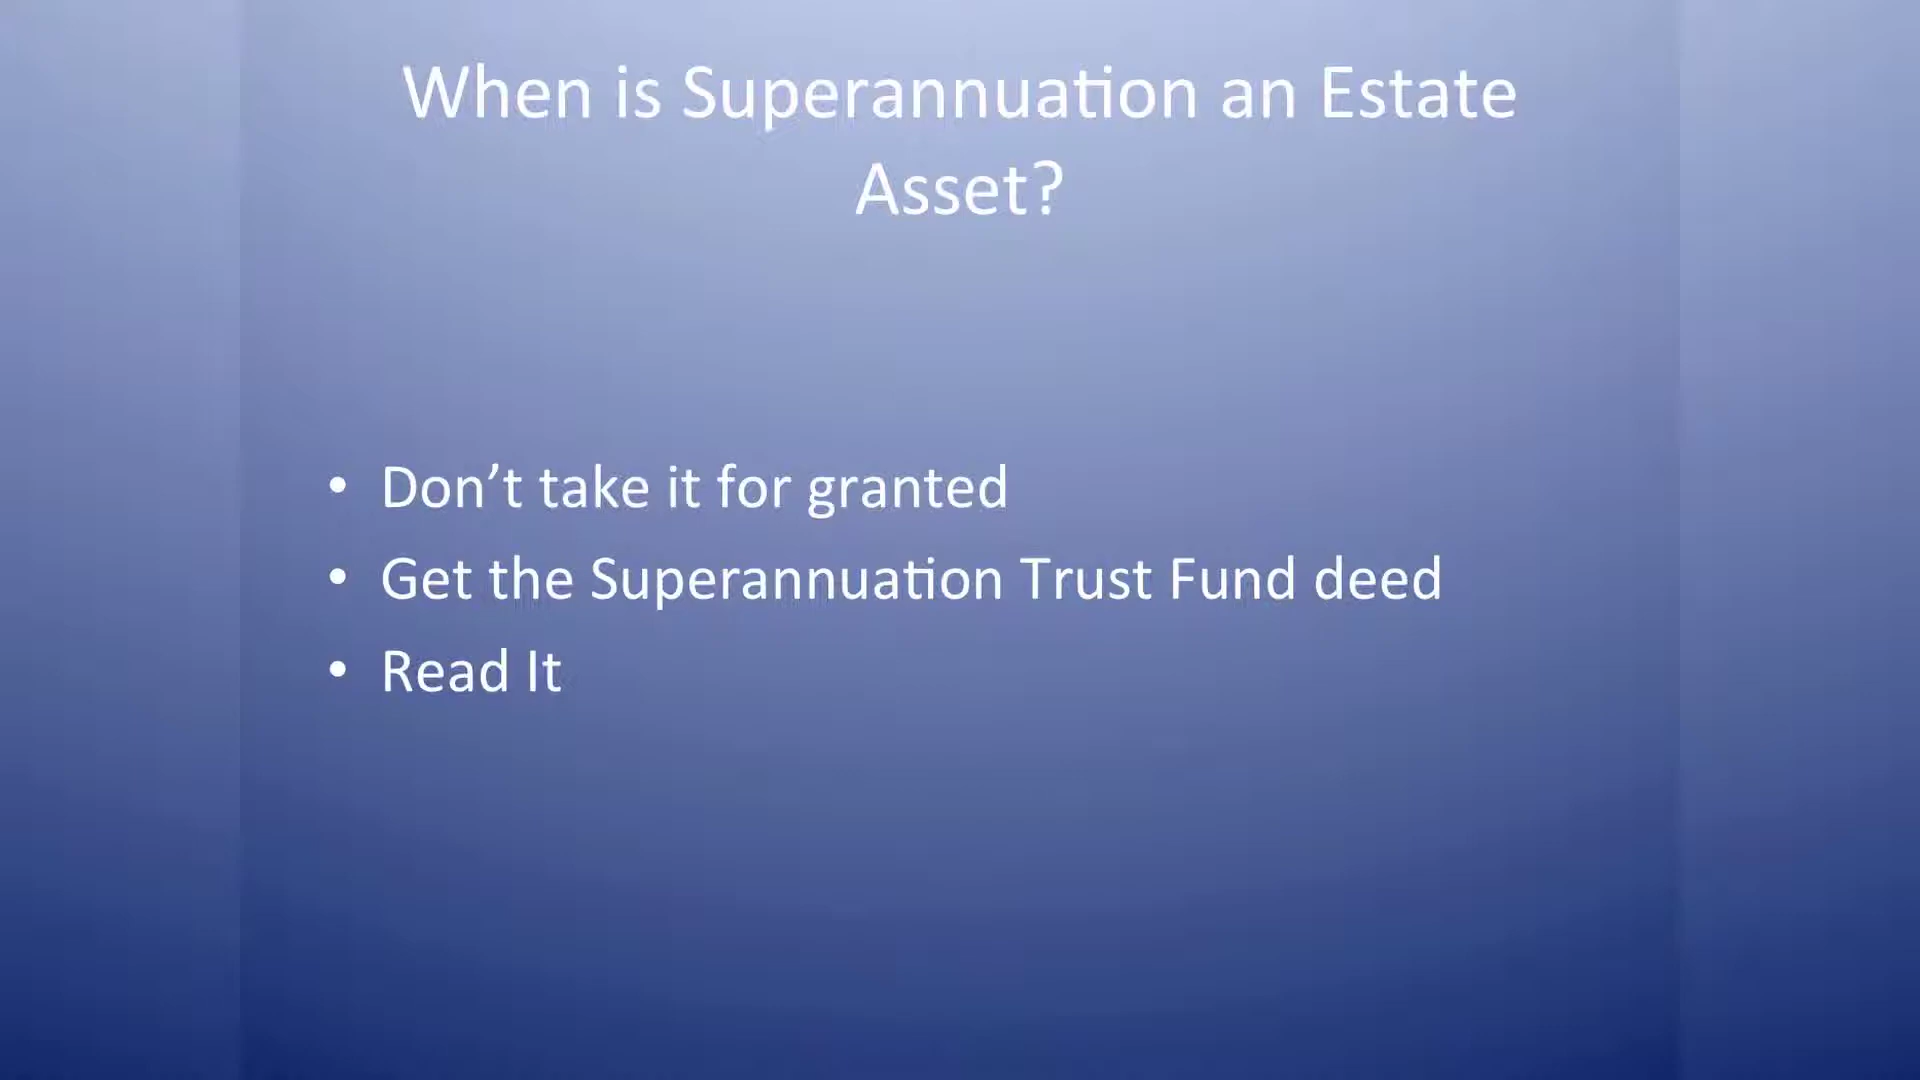 When is Superannuation an Estate
Asset?
• Don’t take it for granted
• Get the Superannuation Trust Fund deed
• Read It